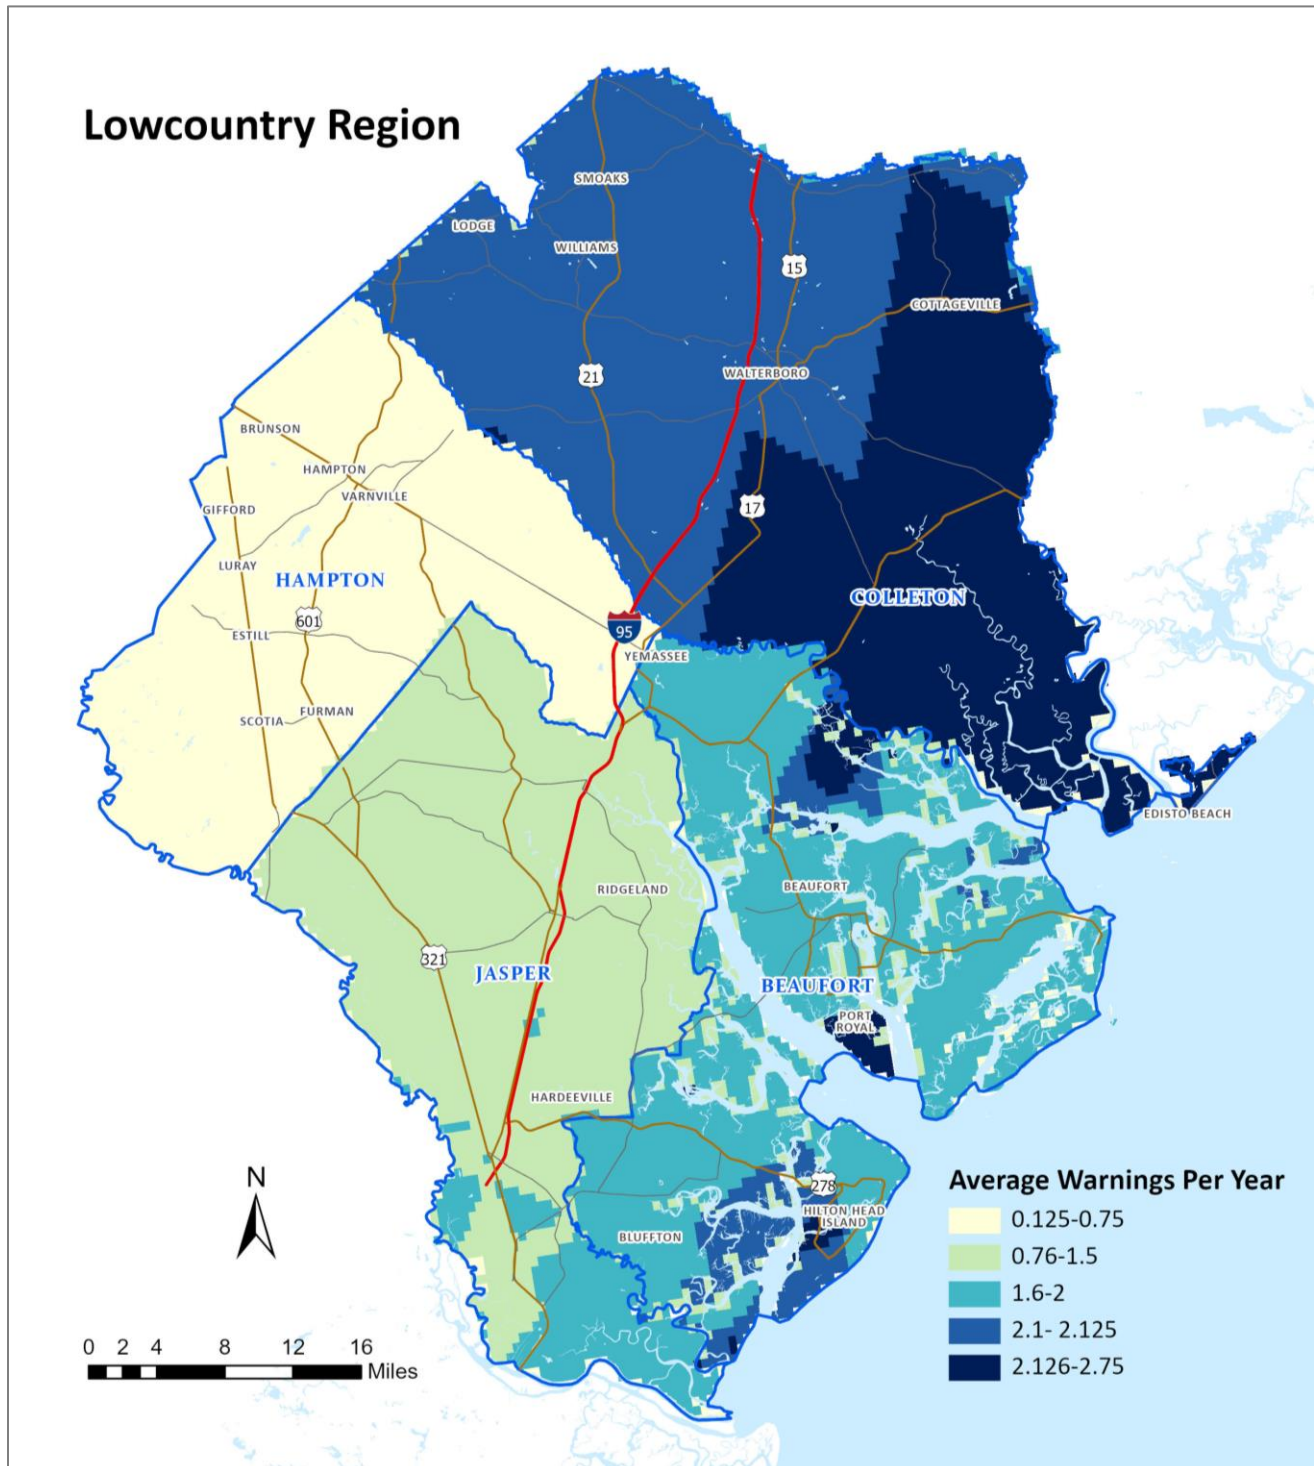 Lowcountry Region
SMOAKS
LODGE
WILLIAMS
15
COTTAGEVILLE
21
WALTERBORO
BRUNSON
HAMPTON
VARNVILLE
GIFFORD
17
LURAY
HAMPTON
COLLETON
601
95
ESTILL
YEMASSEE
SCOTIA
FURMAN
EDISTO BEACH
RIDGELAND
BEAUFORT
321
JASPER
BEAUFORT
PORT
ROYAL
HARDEEVILLE
N
278
HILTON HEAD
ISLAND
BLUFFTON
Average Warnings Per Year
0.125-0.75
0.76-1.5
1.6-2
2.1- 2.125
2.126-2.75
0 2 4 8 12 16
Miles